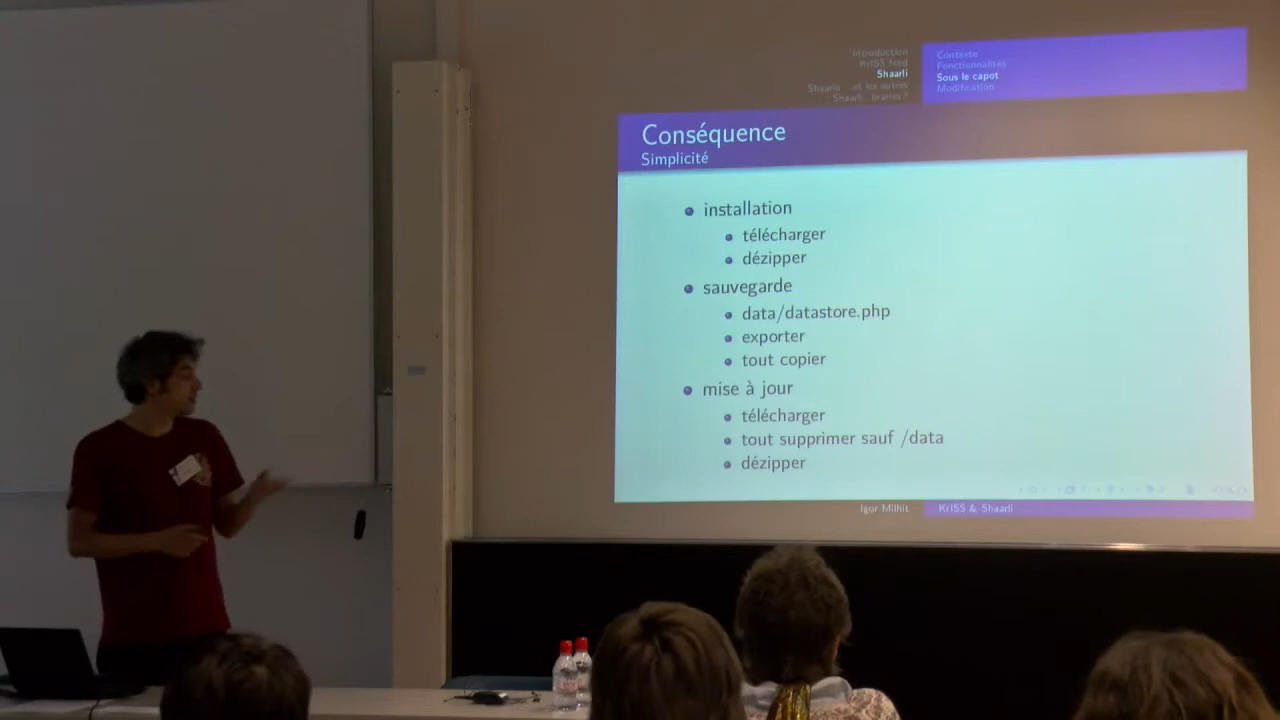 Introduction
KrISS feed
Shaarli
Shaarlis ...et les autres
Contexte
Fonctionnalités
Sous le capot
Modification
Conséquence
Simplicité
installation
télécharger
dézipper
sauvegarde
data/datastore.php
exporter
tout copier
mise à jour
télécharger
tout supprimer sauf /data
dézipper
Igor Milhit
KrISS & Shaarli